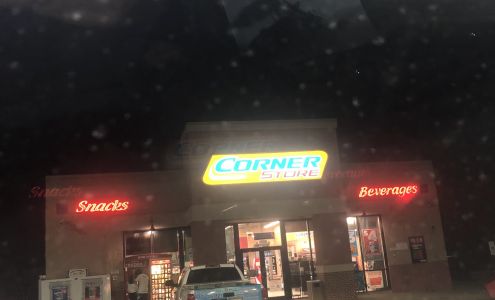 CORNER
STORE
Snacks
Beverages